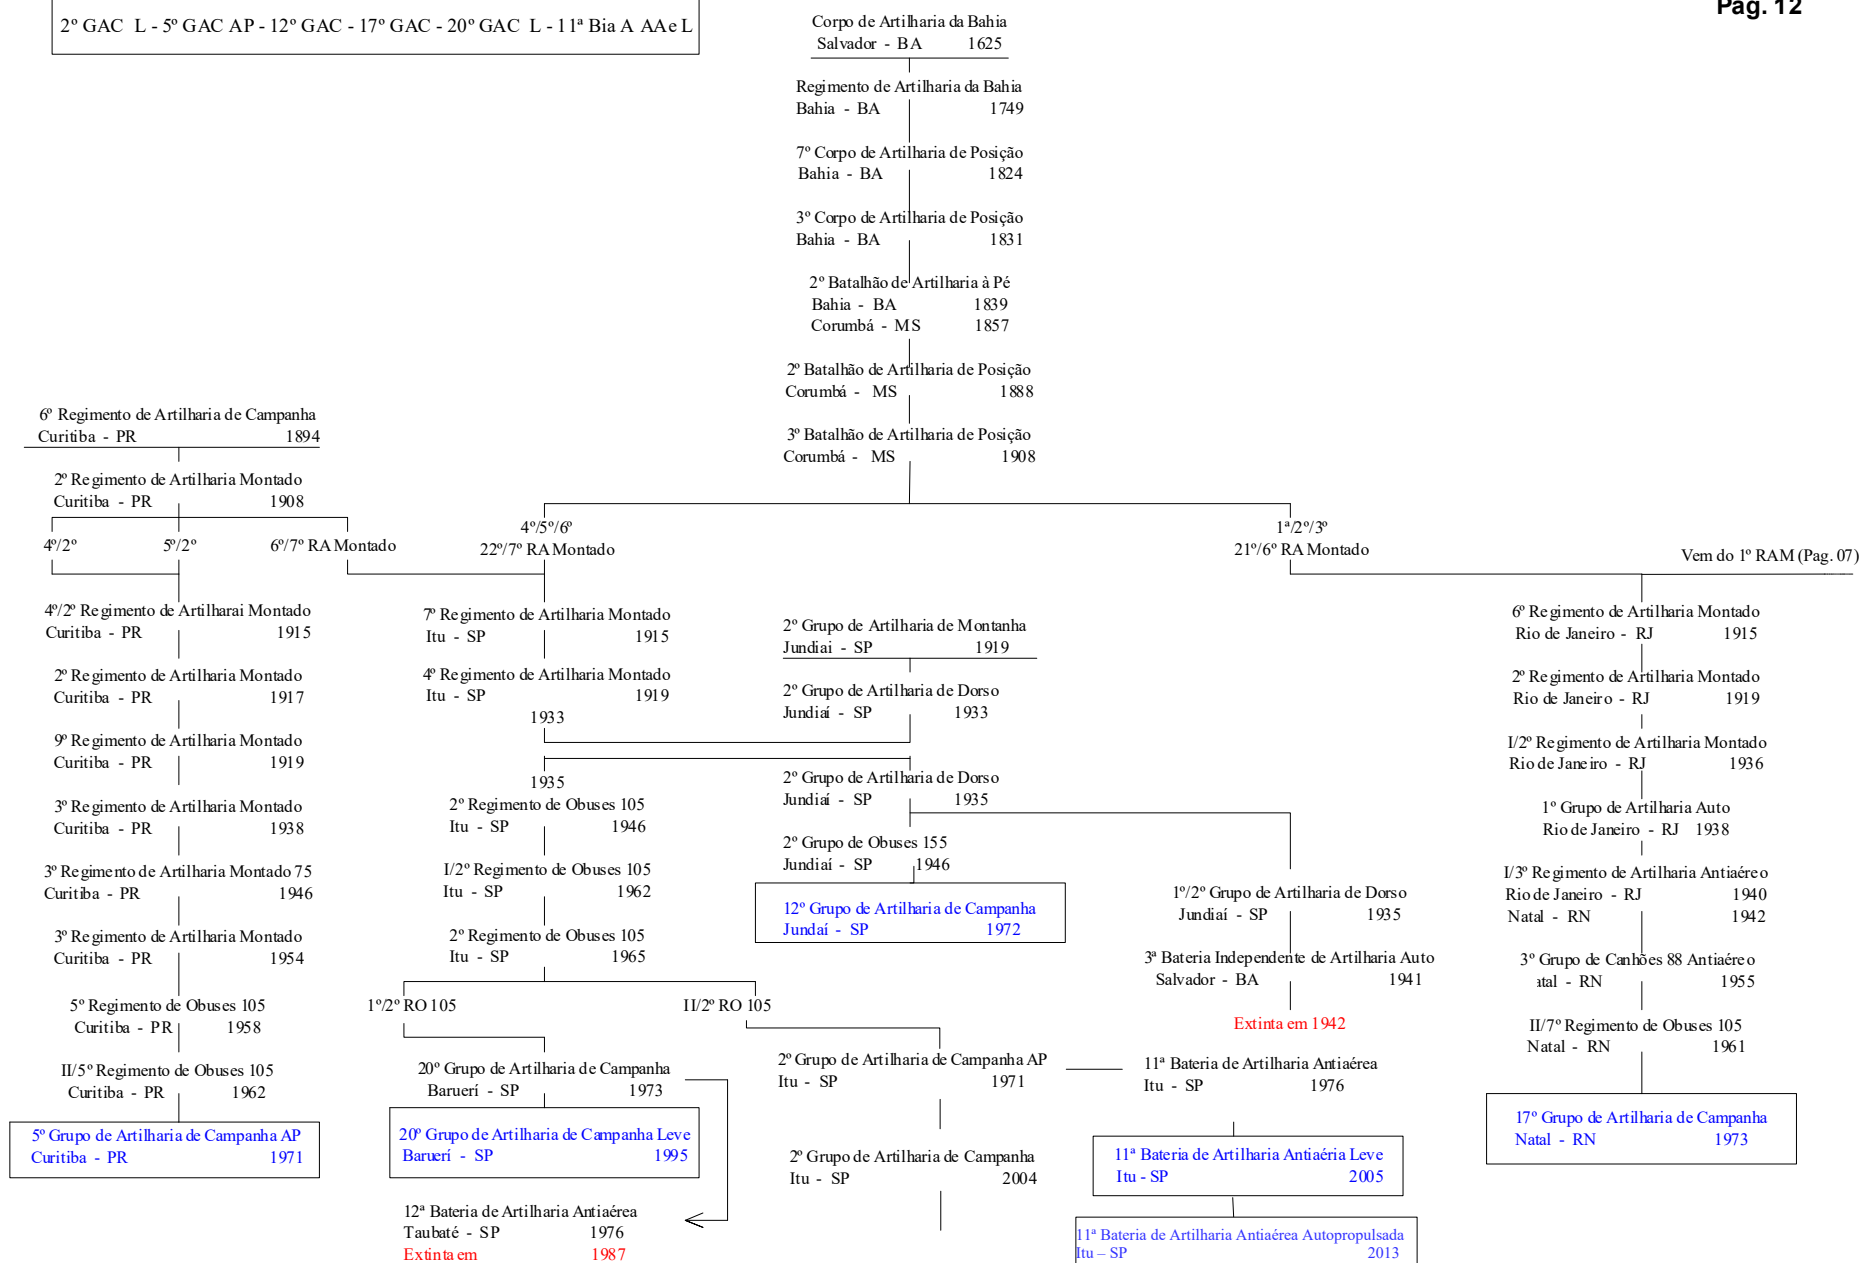 Pag. 12
2º GAC L - 5º GAC AP - 12º GAC - 17º GAC - 20º GAC L - 11ª Bia A AAe L
Corpo de Artilharia da Bahia
Salvador - BA 1625
Regimento de Artilharia da Bahia
Bahia - BA 1749
7º Corpo de Artilharia de Posição
Bahia - BA 1824
3º Corpo de Artilharia de Posição
Bahia - BA 1831
2º Batalhão de Artilharia à Pé
Bahia - BA 1839
Corumbá - MS 1857
2º Batalhão de Artilharia de Posição
Corumbá - MS 1888
3º Batalhão de Artilharia de Posição
Corumbá - MS 1908
6º Regimento de Artilharia de Campanha
Curitiba - PR 1894
2º Regimento de Artilharia Montado
Curitiba - PR 1908
4º/2º 5º/2º 6º/7º RA Montado
4º/5º/6º
22º/7º RA Montado
1ª/2º/3º
21º/6º RA Montado
Vem do 1º RAM (Pag. 07)
4º/2º Regimento de Artilharai Montado
Curitiba - PR 1915
2º Regimento de Artilharia Montado
Curitiba - PR 1917
9º Regimento de Artilharia Montado
Curitiba - PR 1919
3º Regimento de Artilharia Montado
Curitiba - PR 1938
3º Regimento de Artilharia Montado 75
Curitiba - PR 1946
3º Regimento de Artilharia Montado
Curitiba - PR 1954
5º Regimento de Obuses 105
Curitiba - PR 1958
II/5º Regimento de Obuses 105
Curitiba - PR 1962
5º Grupo de Artilharia de Campanha AP
Curitiba - PR 1971
7º Regimento de Artilharia Montado
Itu - SP 1915
4º Regimento de Artilharia Montado
Itu - SP 1919
1933
1935
2º Regimento de Obuses 105
Itu - SP 1946
I/2º Regimento de Obuses 105
Itu - SP 1962
2º Regimento de Obuses 105
Itu - SP 1965
1º/2º RO 105 II/2º RO 105
20º Grupo de Artilharia de Campanha
Baruerí - SP 1973
20º Grupo de Artilharia de Campanha Leve
Baruerí - SP 1995
12ª Bateria de Artilharia Antiaérea
Taubaté - SP 1976
Extinta em 1987
2º Grupo de Artilharia de Montanha
Jundiai - SP 1919
2º Grupo de Artilharia de Dorso
Jundiaí - SP 1933
2º Grupo de Artilharia de Dorso
Jundiaí - SP 1935
2º Grupo de Obuses 155
Jundiaí - SP 1946
12º Grupo de Artilharia de Campanha
Jundaí - SP 1972
2º Grupo de Artilharia de Campanha AP
Itu - SP 1971
2º Grupo de Artilharia de Campanha
Itu - SP 2004
1º/2º Grupo de Artilharia de Dorso
Jundiaí - SP 1935
3ª Bateria Independente de Artilharia Auto
Salvador - BA 1941
Extinta em 1942
11ª Bateria de Artilharia Antiaérea
Itu - SP 1976
11ª Bateria de Artilharia Antiaéria Leve
Itu - SP 2005
11ª Bateria de Artilharia Antiaérea Autopropulsada
Itu – SP 2013
6º Regimento de Artilharia Montado
Rio de Janeiro - RJ 1915
2º Regimento de Artilharia Montado
Rio de Janeiro - RJ 1919
I/2º Regimento de Artilharia Montado
Rio de Janeiro - RJ 1936
1º Grupo de Artilharia Auto
Rio de Janeiro - RJ 1938
I/3º Regimento de Artilharia Antiaéreo
Rio de Janeiro - RJ 1940
Natal - RN 1942
3º Grupo de Canhões 88 Antiaéreo
atal - RN 1955
II/7º Regimento de Obuses 105
Natal - RN 1961
17º Grupo de Artilharia de Campanha
Natal - RN 1973